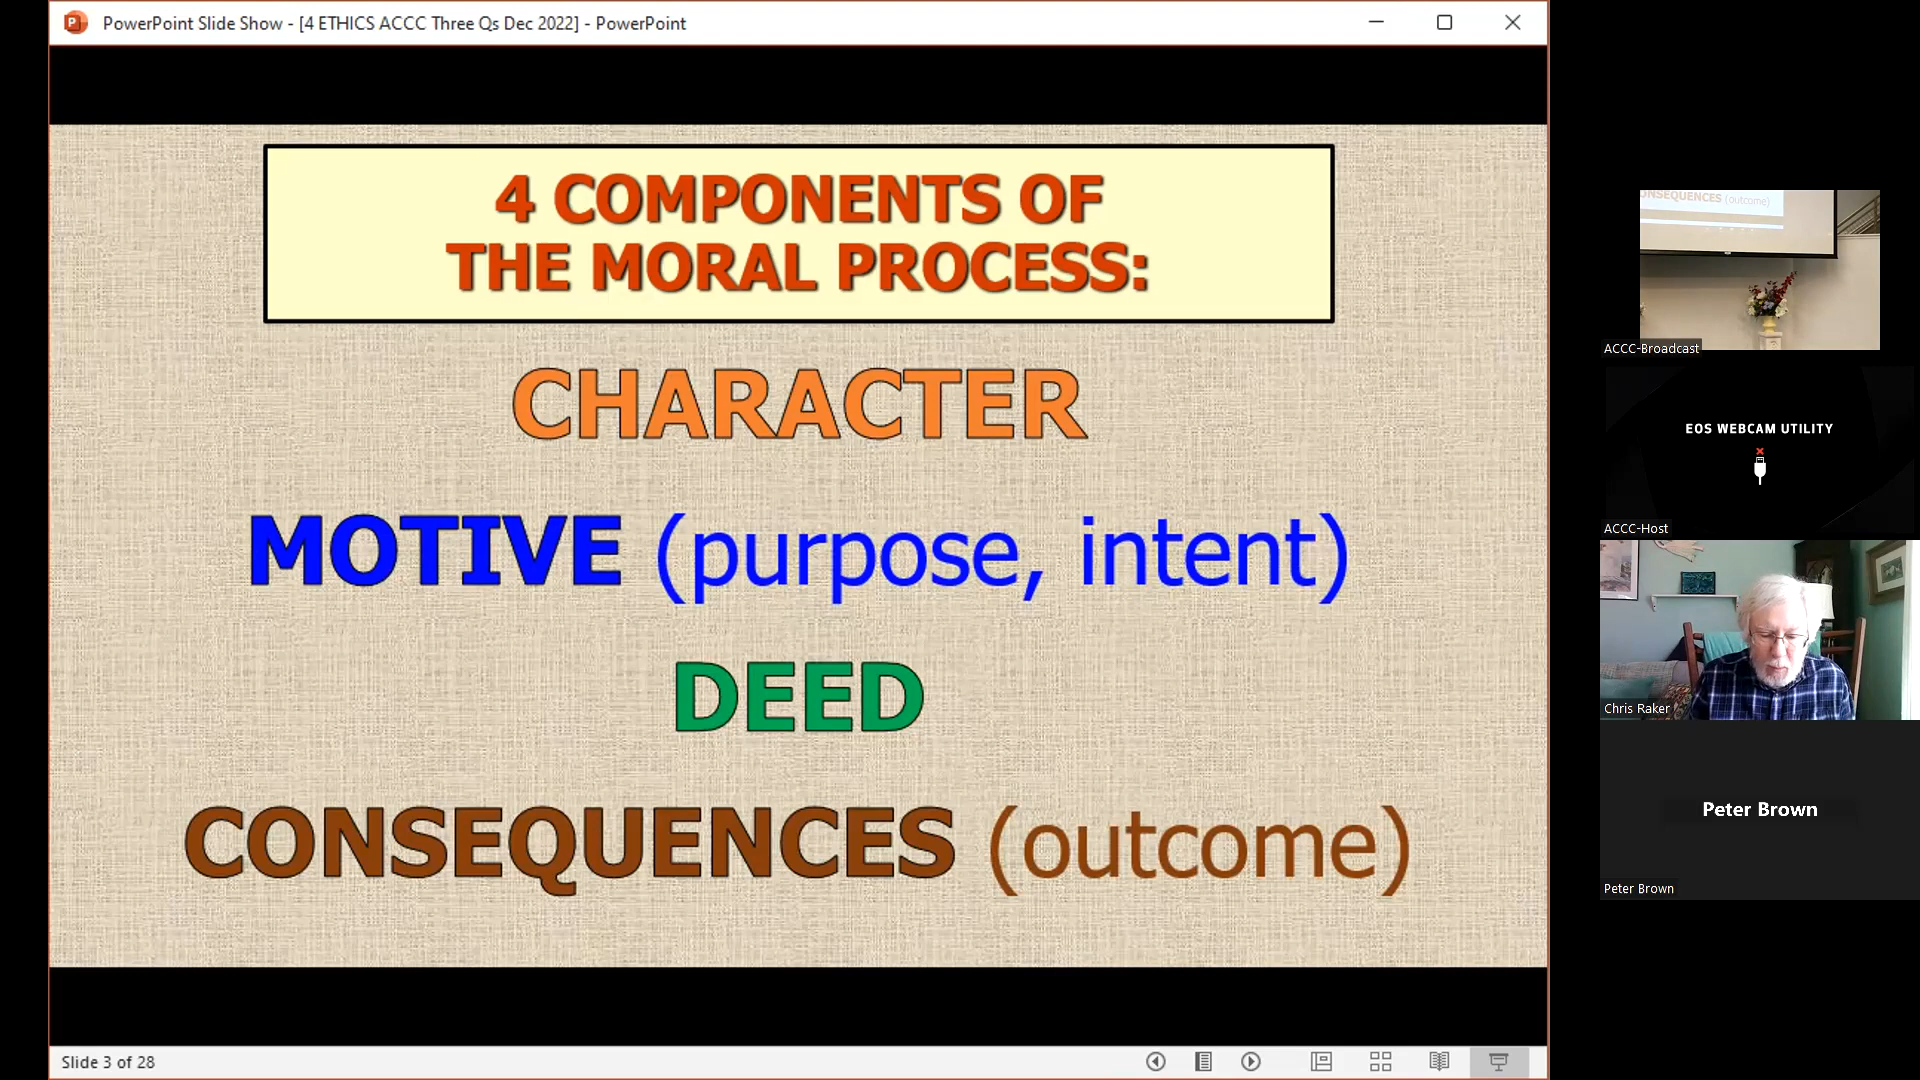 PowerPoint Slide Show - [4 ETHICS ACCC Three Qs Dec 2022] - PowerPoint
4 COMPONENTS OF
THE MORAL PROCESS:
CHARACTER
MOTIVE (purpose, intent)
DEED
CONSEQUENCES (outcome)
Slide 3 of 28
NSEQUENCES (outcome)
ACCC-Broadcast
EOS WEBCAM UTILITY
ACCC-Host
Chris Raker
Peter Brown
Peter Brown